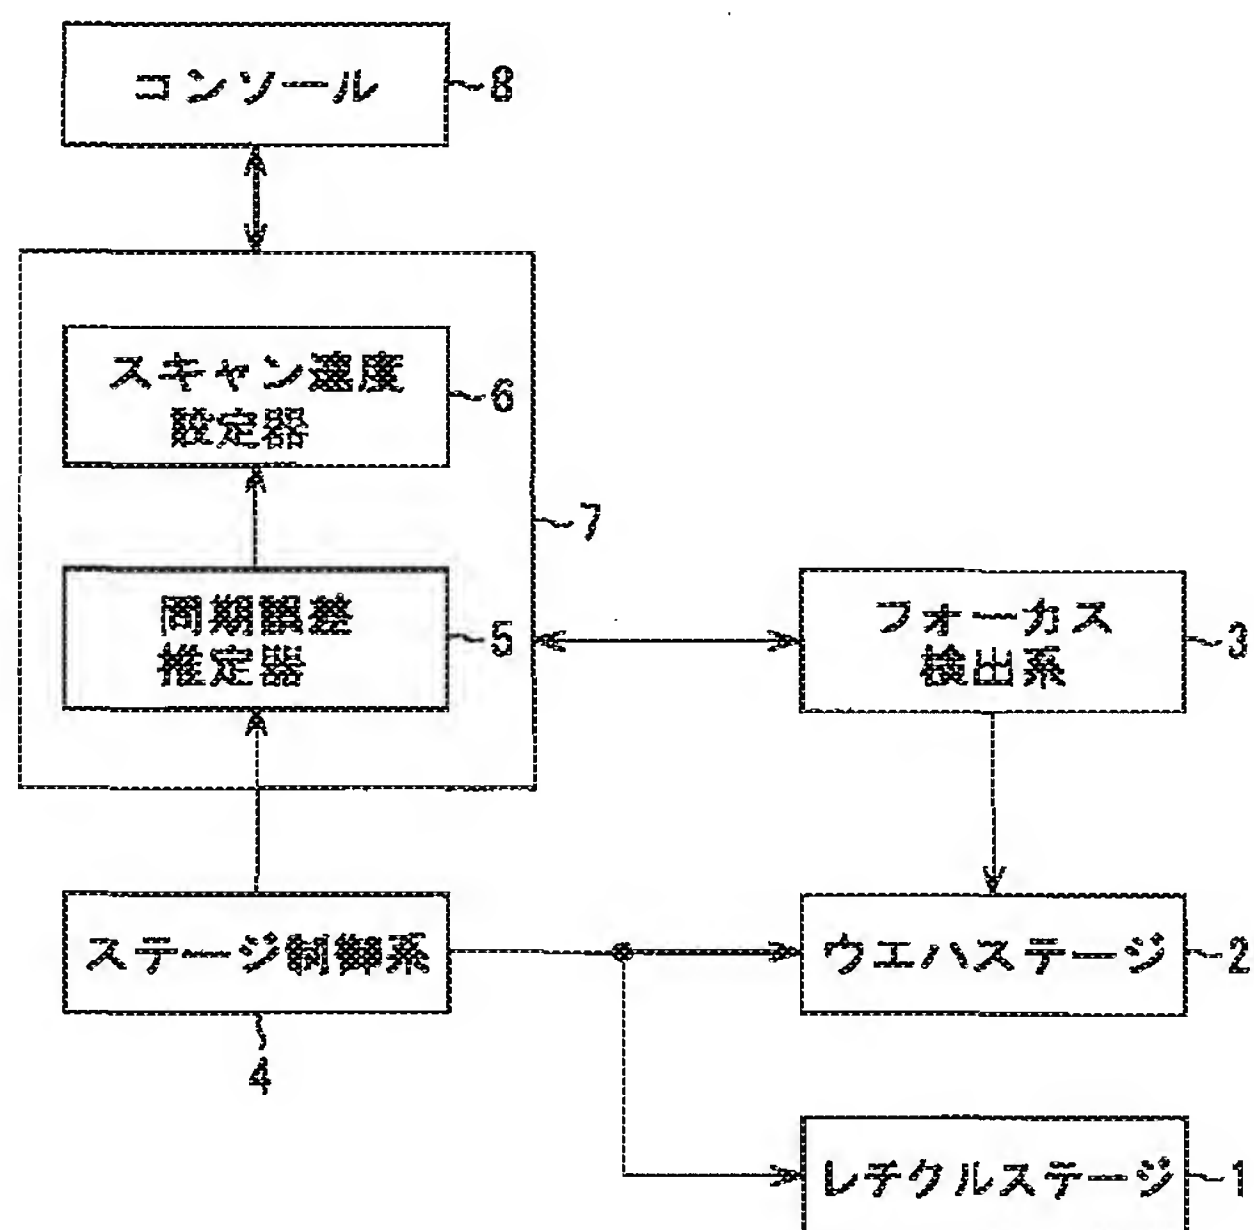 コンソール
8
スキャン速度
設定器
6
7
同期誤差
推定器
5
フォーカス
検出系
3
ステージ制御系
4
ウエハステージ
2
レチクルステージ
1